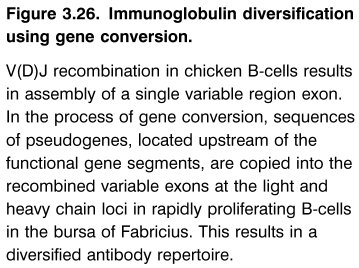 Figure 3.26. Immunoglobulin diversification
using gene conversion.
V(D)J recombination in chicken B-cells results
in assembly of a single variable region exon.
In the process of gene conversion, sequences
of pseudogenes, located upstream of the
functional gene segments, are copied into the
recombined variable exons at the light and
heavy chain loci in rapidly proliferating B-cells
in the bursa of Fabricius. This results in a
diversified antibody repertoire.